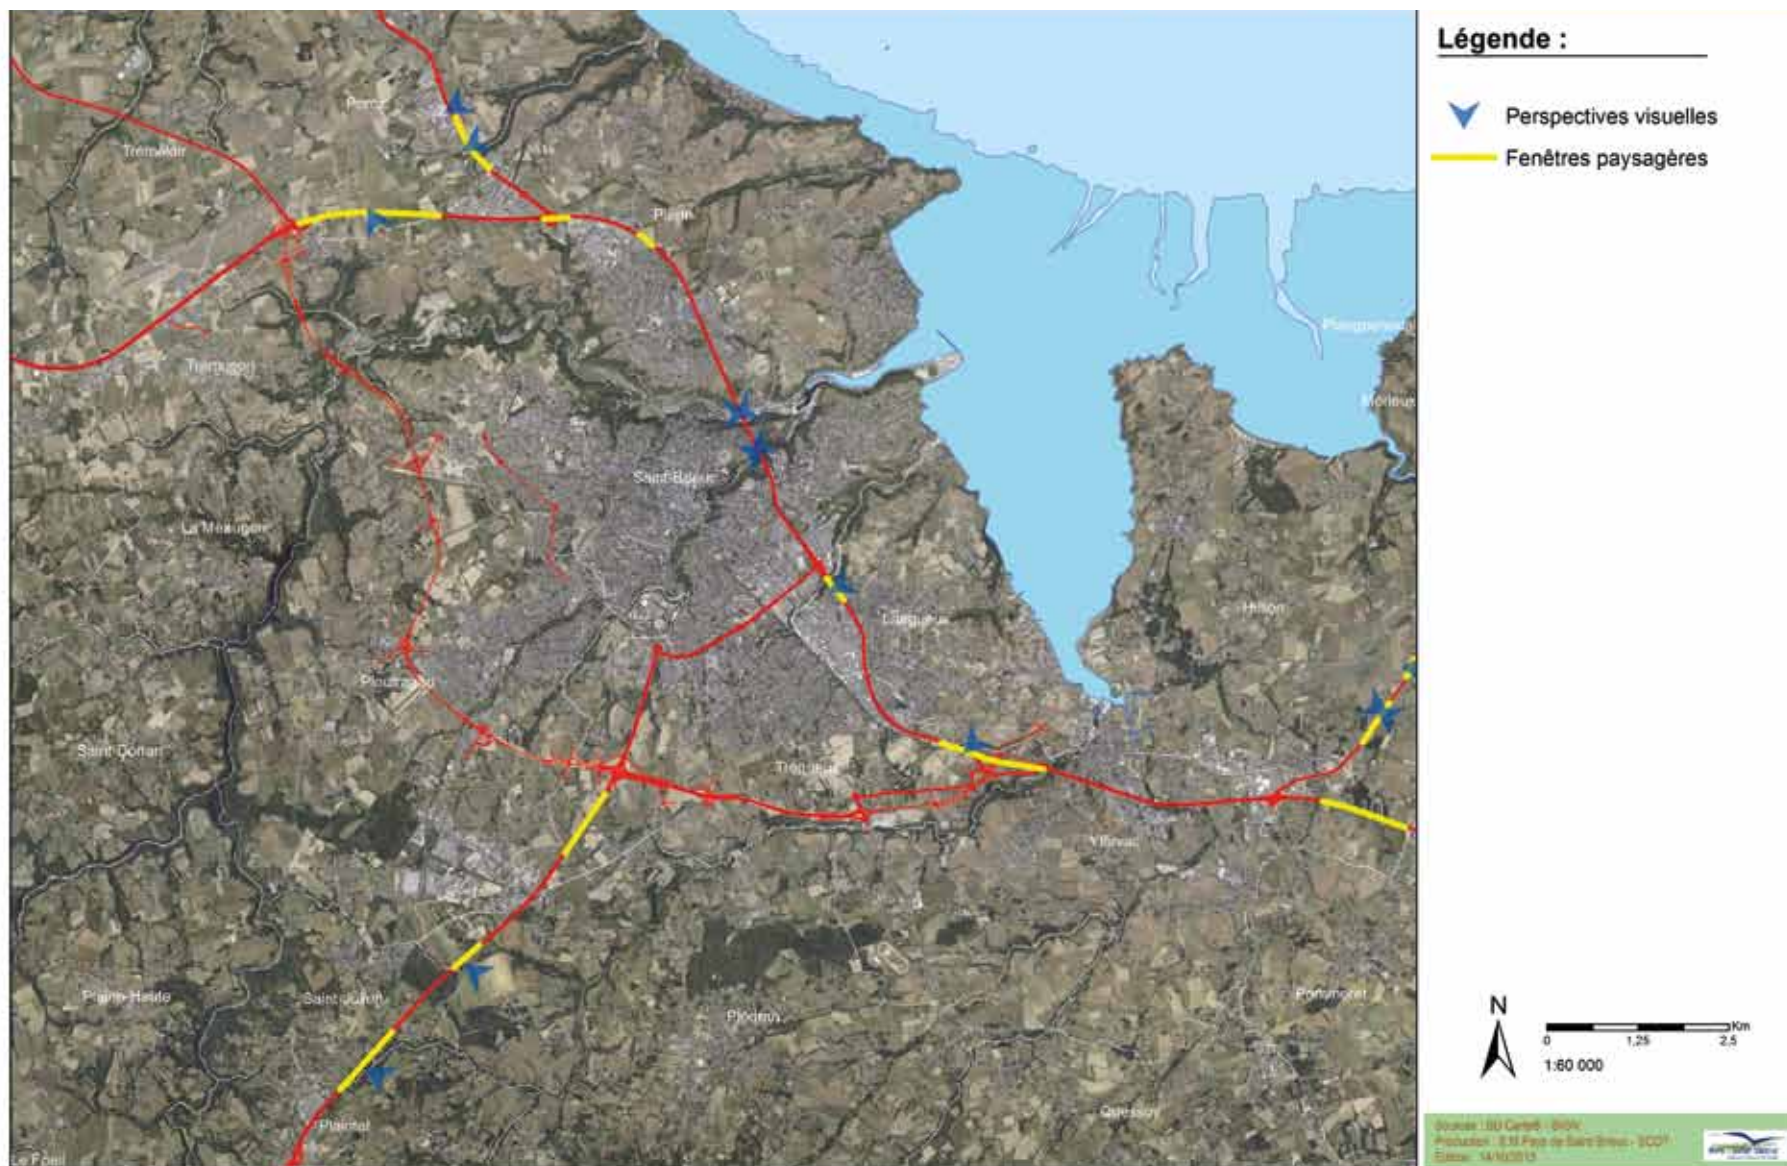 Légende :
Perspectives visuelles
Fenêtres paysagères
Pordic
Trémeloir
Plérin
Trémuson
Morieux
Saint-Brieuc
La Méaugon
Hillion
Langueux
Ploufragan
Saint-Donan
Trégueux
Yffiniac
Plaine-Haute
Saint-Julien
Plédran
Pommeret
Quessoy
Plaintel
Le Foeil
N
Km
0
1,25
2,5
1:60 000